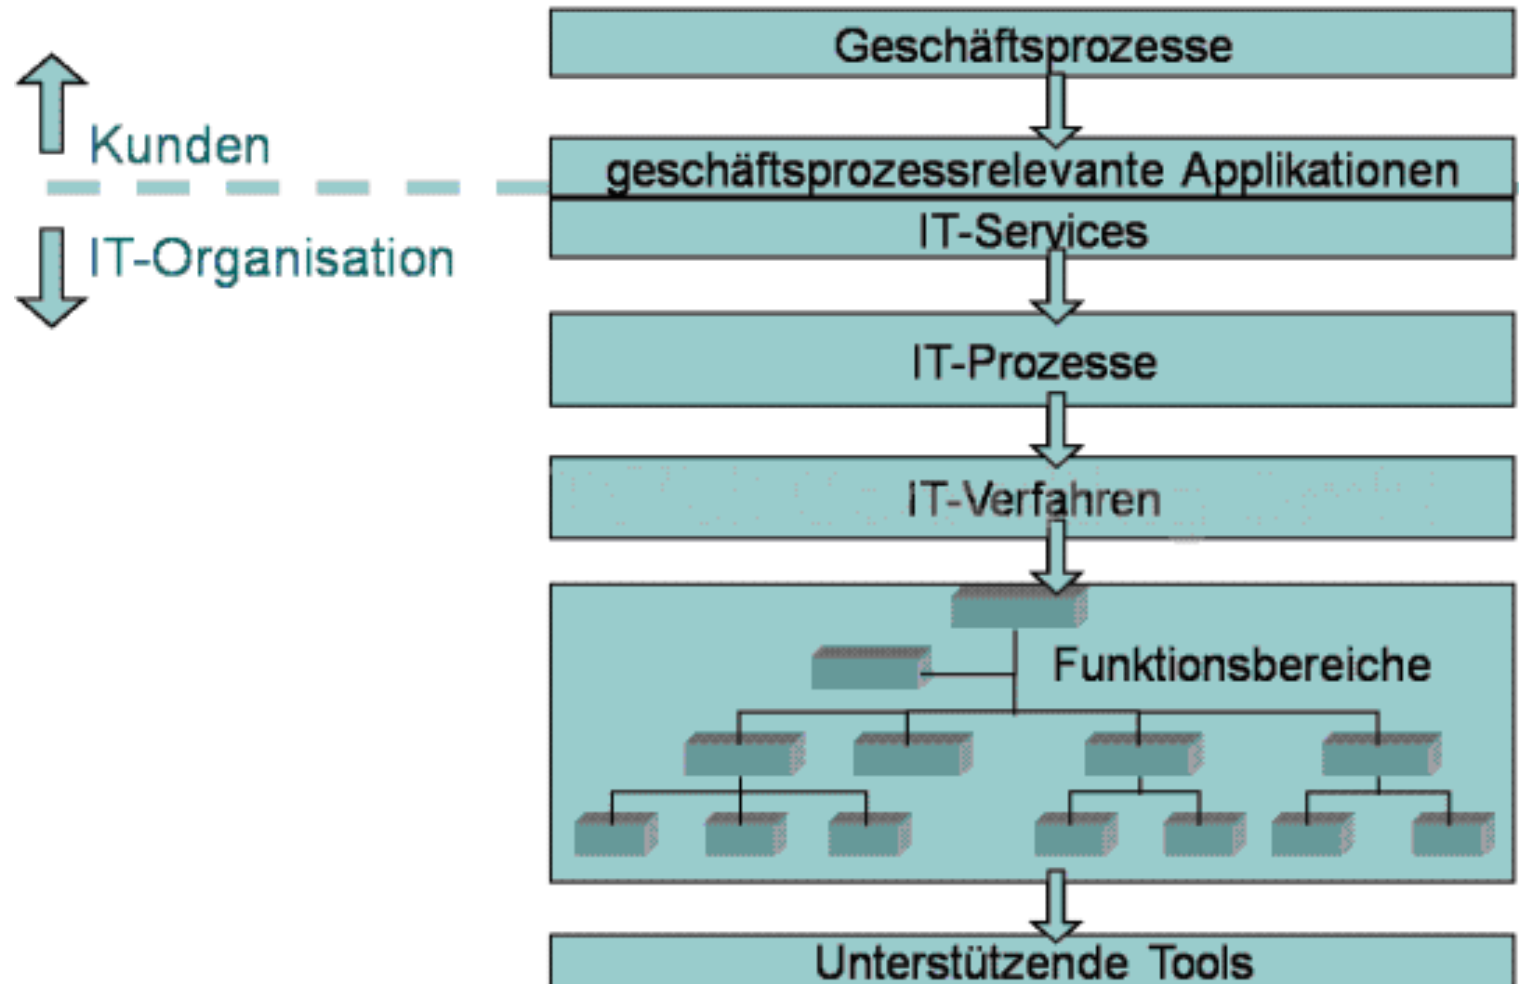 Geschäftsprozesse
Kunden
geschäftsprozessrelevante Applikationen
IT-Services
IT-Organisation
IT-Prozesse
IT-Verfahren
Funktionsbereiche
Unterstützende Tools